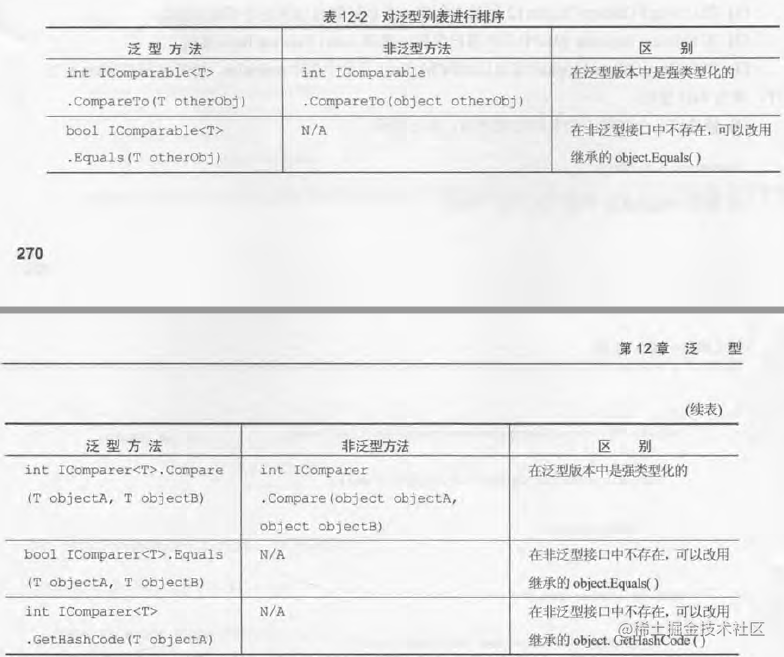 表 12-2 对泛型列表进行排序
泛 型 方 法 非泛型方法 区 别
int IComparable<T> int IComparable 在泛型版本中是强类型化的
.CompareTo(T otherObj) .CompareTo(object otherObj)
bool IComparable<T> N/A 在非泛型接口中不存在，可以改用
.Equals(T otherObj) 继承的 object.Equals( )
270
第 12 章 泛 型
(续表)
泛 型 方 法 非泛型方法 区 别
int IComparer<T>.Compare int IComparer 在泛型版本中是强类型化的
(T objectA, T objectB) .Compare(object objectA,
object objectB)
bool IComparer<T>.Equals N/A 在非泛型接口中不存在，可以改用
(T objectA, T objectB) 继承的 object.Equals( )
int IComparer<T> N/A 在非泛型接口中不存在，可以改用
.GetHashCode(T objectA) 继承的 object. GetHashCode ( )
@稀土掘金技术社区